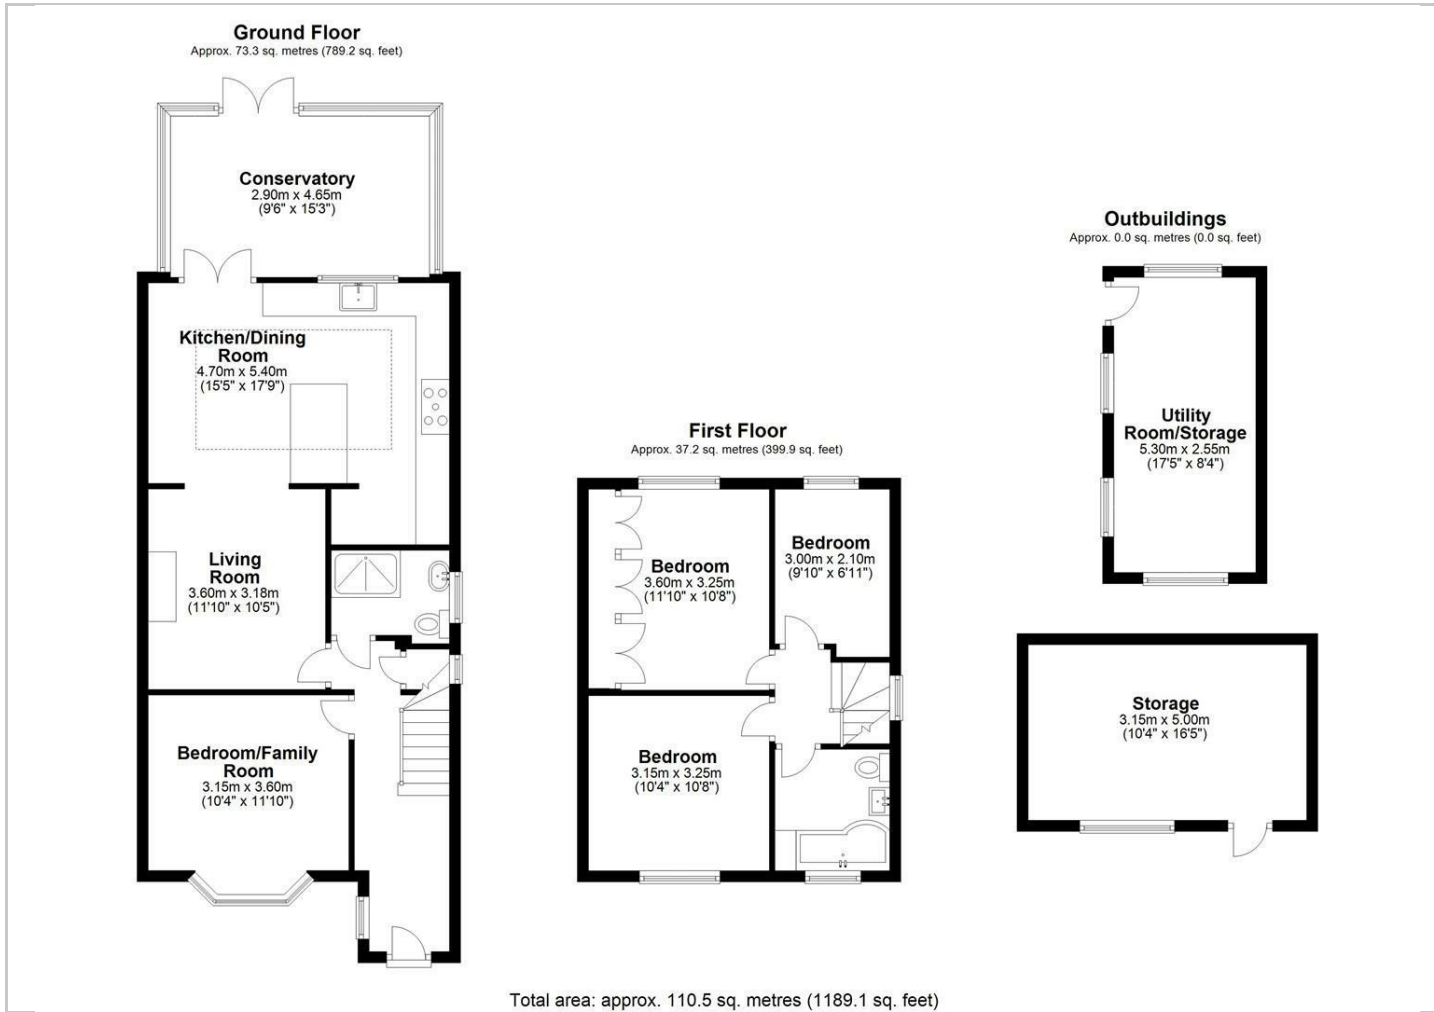 Ground Floor
Approx. 73.3 sq. metres (789.2 sq. feet)
Conservatory
2.90m x 4.65m
(9'6" x 15'3")
Kitchen/Dining
Room
4.70m x 5.40m
(15'5" x 17'9")
Living
Room
3.60m x 3.18m
(11'10" x 10'5")
Bedroom/Family
Room
3.15m x 3.60m
(10'4" x 11'10")
First Floor
Approx. 37.2 sq. metres (399.9 sq. feet)
Bedroom
3.60m x 3.25m
(11'10" x 10'8")
Bedroom
3.00m x 2.10m
(9'10" x 6'11")
Bedroom
3.15m x 3.25m
(10'4" x 10'8")
Outbuildings
Approx. 0.0 sq. metres (0.0 sq. feet)
Utility
Room/Storage
5.30m x 2.55m
(17'5" x 8'4")
Storage
3.15m x 5.00m
(10'4" x 16'5")
Total area: approx. 110.5 sq. metres (1189.1 sq. feet)